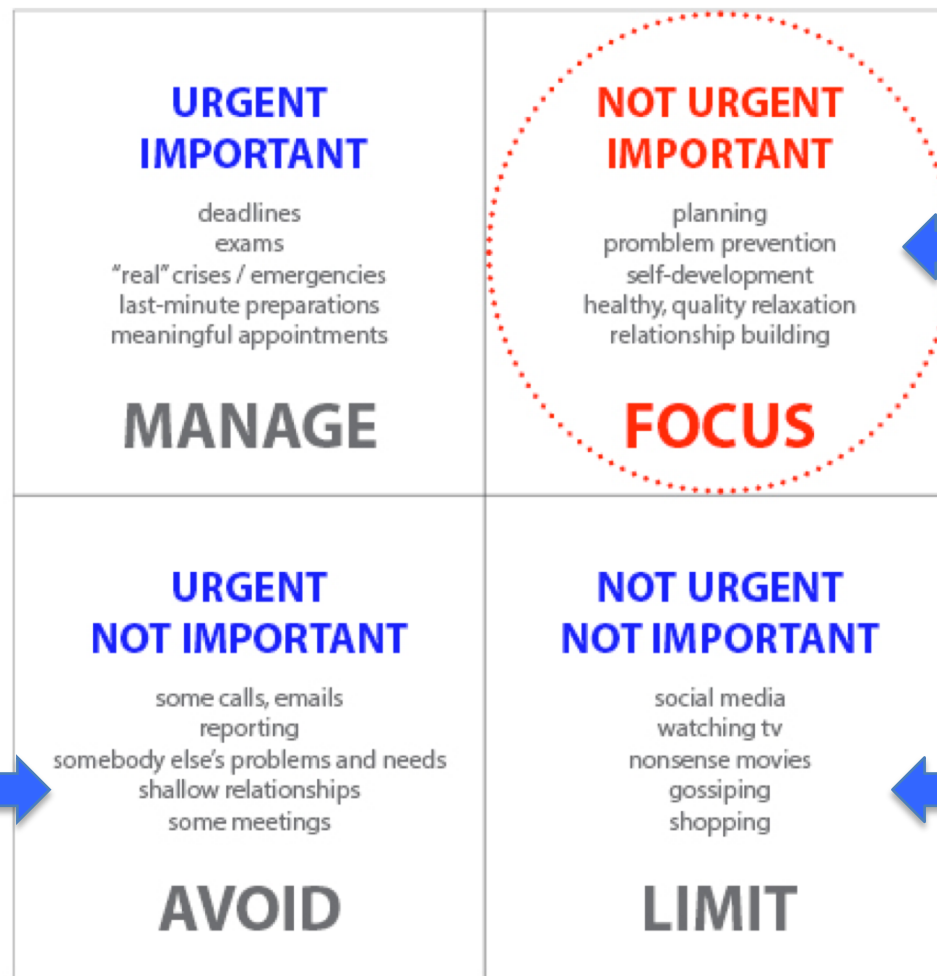 URGENT
IMPORTANT
deadlines
exams
“real” crises / emergencies
last-minute preparations
meaningful appointments
MANAGE
NOT URGENT
IMPORTANT
planning
promblem prevention
self-development
healthy, quality relaxation
relationship building
FOCUS
URGENT
NOT IMPORTANT
some calls, emails
reporting
somebody else’s problems and needs
shallow relationships
some meetings
AVOID
NOT URGENT
NOT IMPORTANT
social media
watching tv
nonsense movies
gossiping
shopping
LIMIT